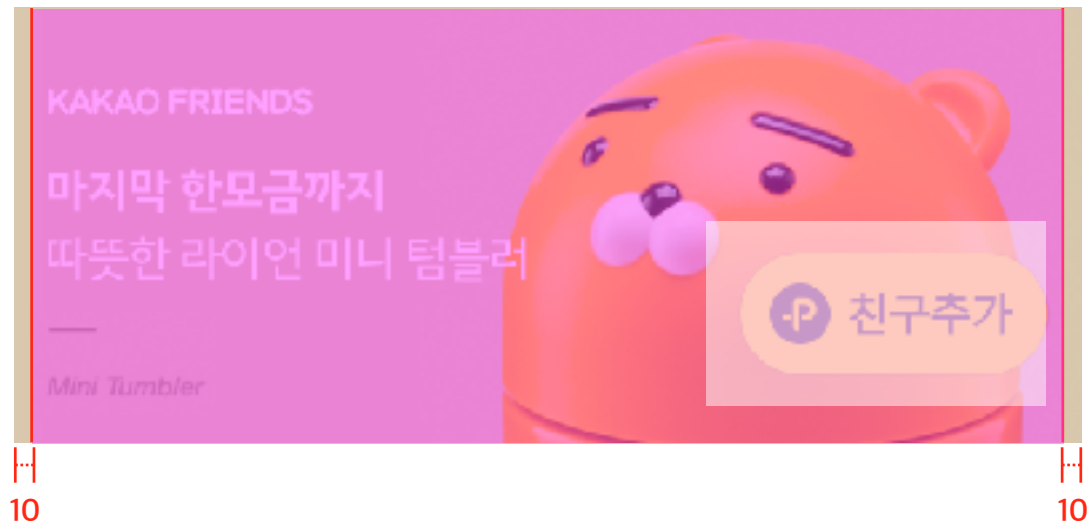 KAKAO FRIENDS
마지막 한모금까지
따뜻한 라이언 미니 텀블러
P 친구추가
Mini Tumbler
10 10